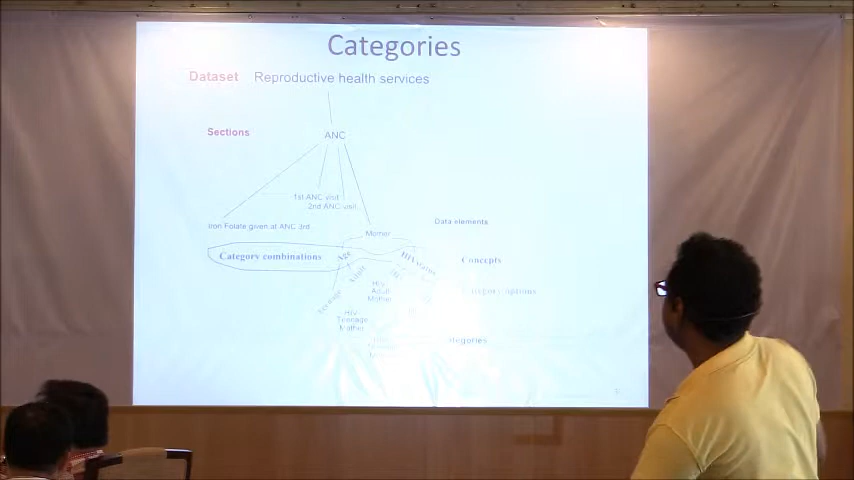 Categories
Dataset Reproductive health services
Sections
ANC
1st ANC visit
2nd ANC visit
Iron Folate given at ANC 3rd
Data elements
Category combinations
Age
HIV status
Concepts
Adult
HIV
Adult
Mother
options
Teenage
HIV-
Teenage
Mother